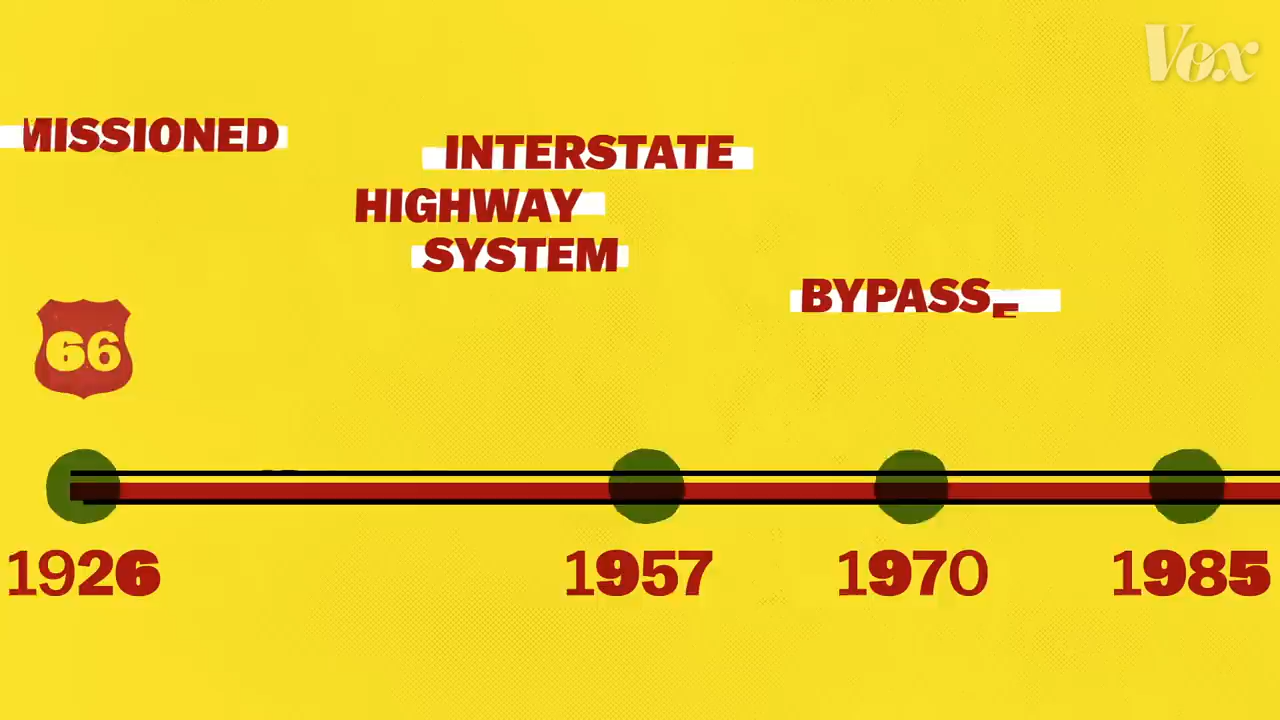 Vox
MISSIONED
INTERSTATE
HIGHWAY
SYSTEM
BYPASS
66
1926 1957 1970 1985